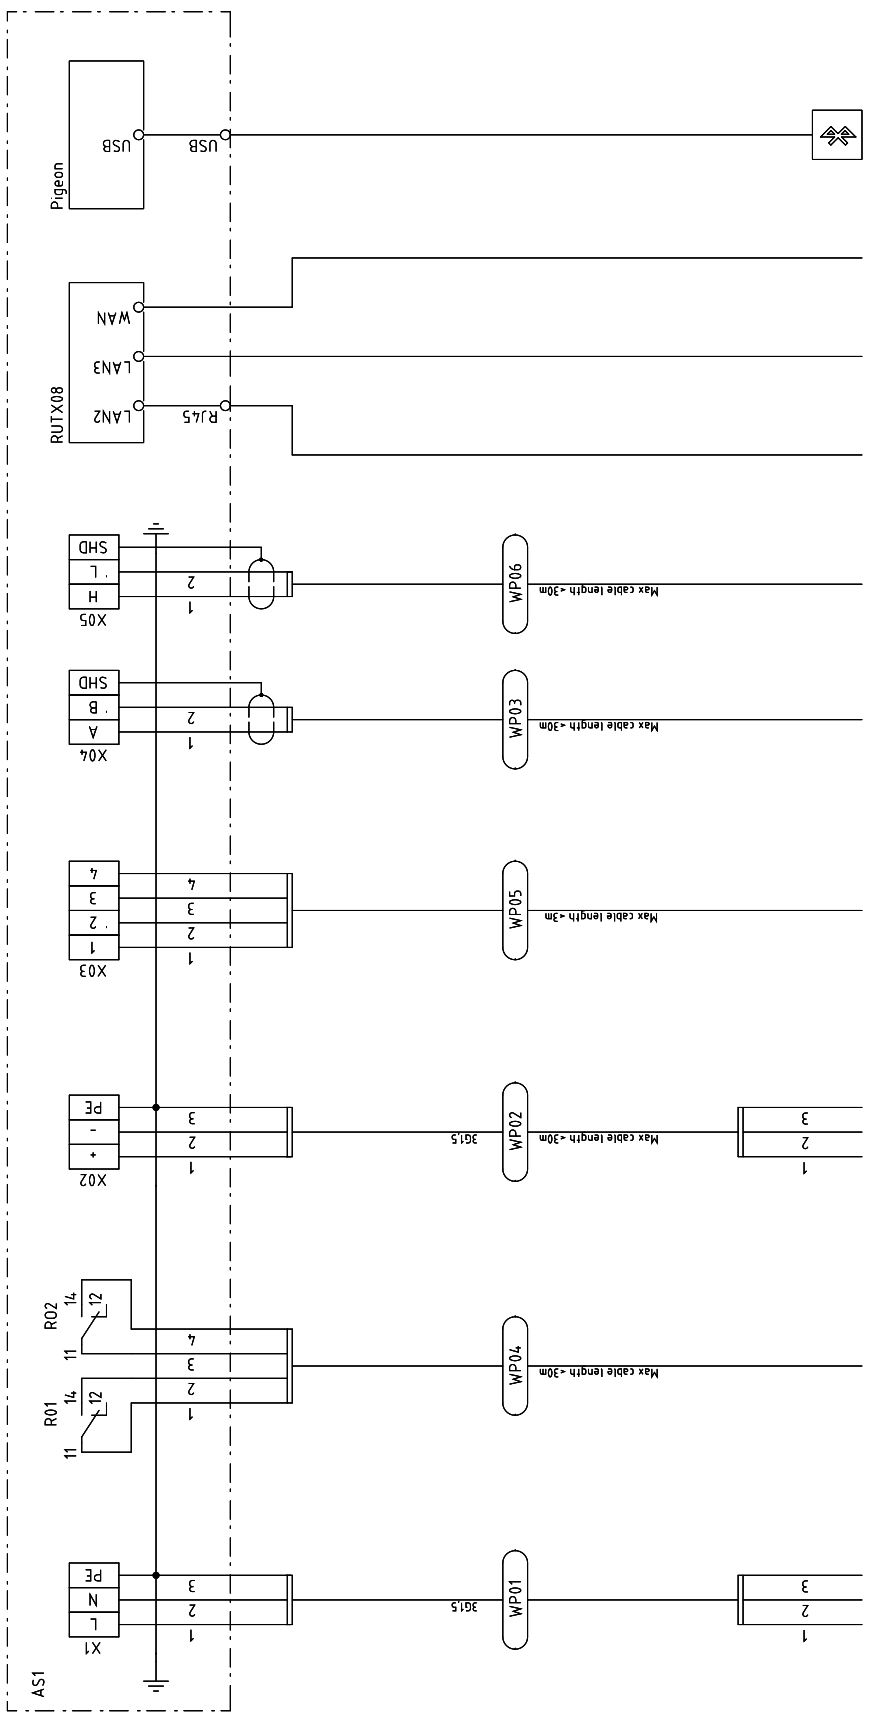 Pigeon
USB
USB
RUTX08
WAN
LAN3
LAN2
RJ45
SHD
L
H
X05
2
1
WP06
Max cable length <30m
SHD
B
A
X04
2
1
WP03
Max cable length <30m
4
3
2
1
X03
4
3
2
1
WP05
Max cable length <3m
PE
-
+
X02
3
2
1
3G1,5
WP02
Max cable length <30m
3
2
1
R02
14
12
11
R01
14
12
11
4
3
2
1
WP04
Max cable length <30m
PE
N
L
X1
3
2
1
3G1,5
WP01
3
2
1
AS1